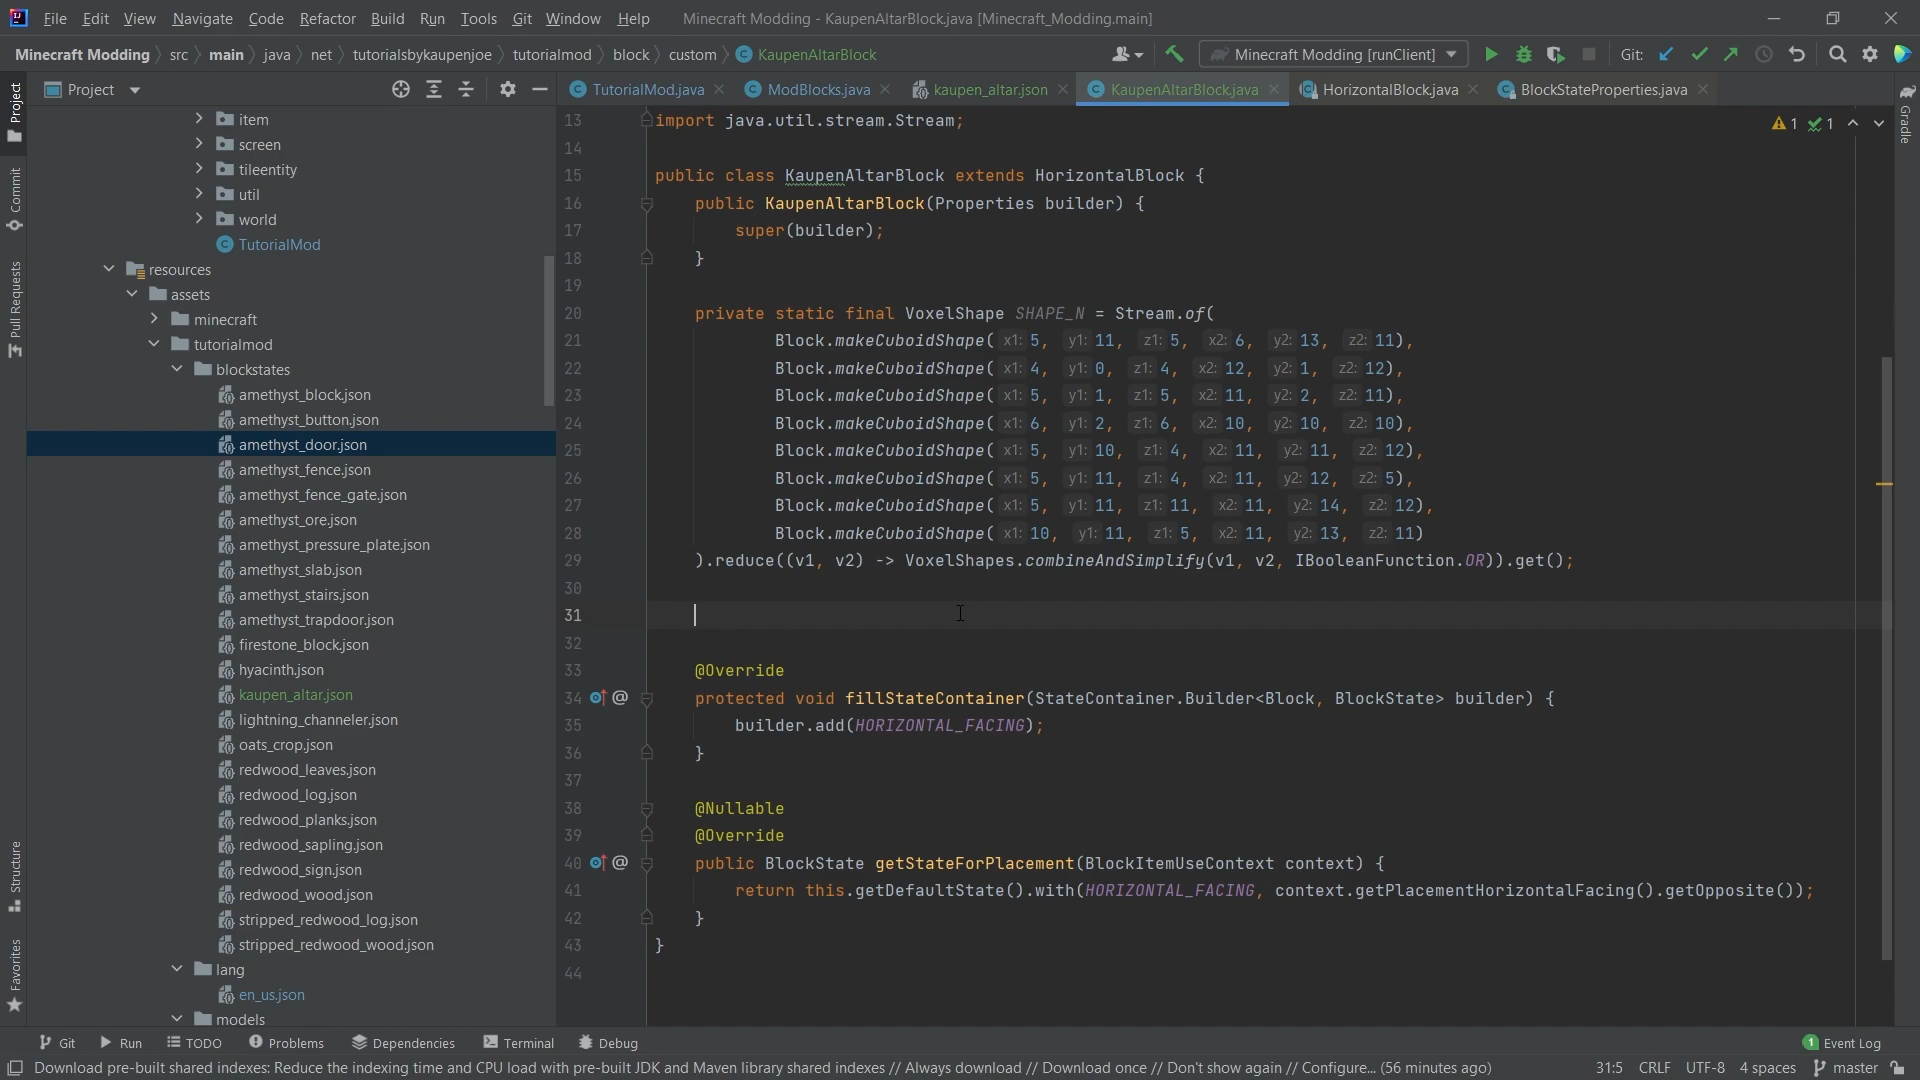 File Edit View Navigate Code Refactor Build Run Tools Git Window Help Minecraft Modding - KaupenAltarBlock.java [Minecraft_Modding.main]
Minecraft Modding src main java net tutorialsbykaupenjoe tutorialmod block custom KaupenAltarBlock Minecraft Modding [runClient] Git:
Project TutorialMod.java ModBlocks.java kaupen_altar.json KaupenAltarBlock.java HorizontalBlock.java BlockStateProperties.java
Project
Commit
Pull Requests
Structure
Favorites
Gradle
item
screen
tileentity
util
world
TutorialMod
resources
assets
minecraft
tutorialmod
blockstates
amethyst_block.json
amethyst_button.json
amethyst_door.json
amethyst_fence.json
amethyst_fence_gate.json
amethyst_ore.json
amethyst_pressure_plate.json
amethyst_slab.json
amethyst_stairs.json
amethyst_trapdoor.json
firestone_block.json
hyacinth.json
kaupen_altar.json
lightning_channeler.json
oats_crop.json
redwood_leaves.json
redwood_log.json
redwood_planks.json
redwood_sapling.json
redwood_sign.json
redwood_wood.json
stripped_redwood_log.json
stripped_redwood_wood.json
lang
en_us.json
models
1 1
13 import java.util.stream.Stream;
14
15 public class KaupenAltarBlock extends HorizontalBlock {
16 public KaupenAltarBlock(Properties builder) {
17 super(builder);
18 }
19
20 private static final VoxelShape SHAPE_N = Stream.of(
21 Block.makeCuboidShape( x1: 5, y1: 11, z1: 5, x2: 6, y2: 13, z2: 11),
22 Block.makeCuboidShape( x1: 4, y1: 0, z1: 4, x2: 12, y2: 1, z2: 12),
23 Block.makeCuboidShape( x1: 5, y1: 1, z1: 5, x2: 11, y2: 2, z2: 11),
24 Block.makeCuboidShape( x1: 6, y1: 2, z1: 6, x2: 10, y2: 10, z2: 10),
25 Block.makeCuboidShape( x1: 5, y1: 10, z1: 4, x2: 11, y2: 11, z2: 12),
26 Block.makeCuboidShape( x1: 5, y1: 11, z1: 4, x2: 11, y2: 12, z2: 5),
27 Block.makeCuboidShape( x1: 5, y1: 11, z1: 11, x2: 11, y2: 14, z2: 12),
28 Block.makeCuboidShape( x1: 10, y1: 11, z1: 5, x2: 11, y2: 13, z2: 11)
29 ).reduce((v1, v2) -> VoxelShapes.combineAndSimplify(v1, v2, IBooleanFunction.OR)).get();
30
31
32
33 @Override
34 @ protected void fillStateContainer(StateContainer.Builder<Block, BlockState> builder) {
35 builder.add(HORIZONTAL_FACING);
36 }
37
38 @Nullable
39 @Override
40 @ public BlockState getStateForPlacement(BlockItemUseContext context) {
41 return this.getDefaultState().with(HORIZONTAL_FACING, context.getPlacementHorizontalFacing().getOpposite());
42 }
43 }
44
Git Run TODO Problems Dependencies Terminal Debug 1 Event Log
Download pre-built shared indexes: Reduce the indexing time and CPU load with pre-built JDK and Maven library shared indexes // Always download // Download once // Don't show again // Configure... (56 minutes ago) 31:5 CRLF UTF-8 4 spaces master